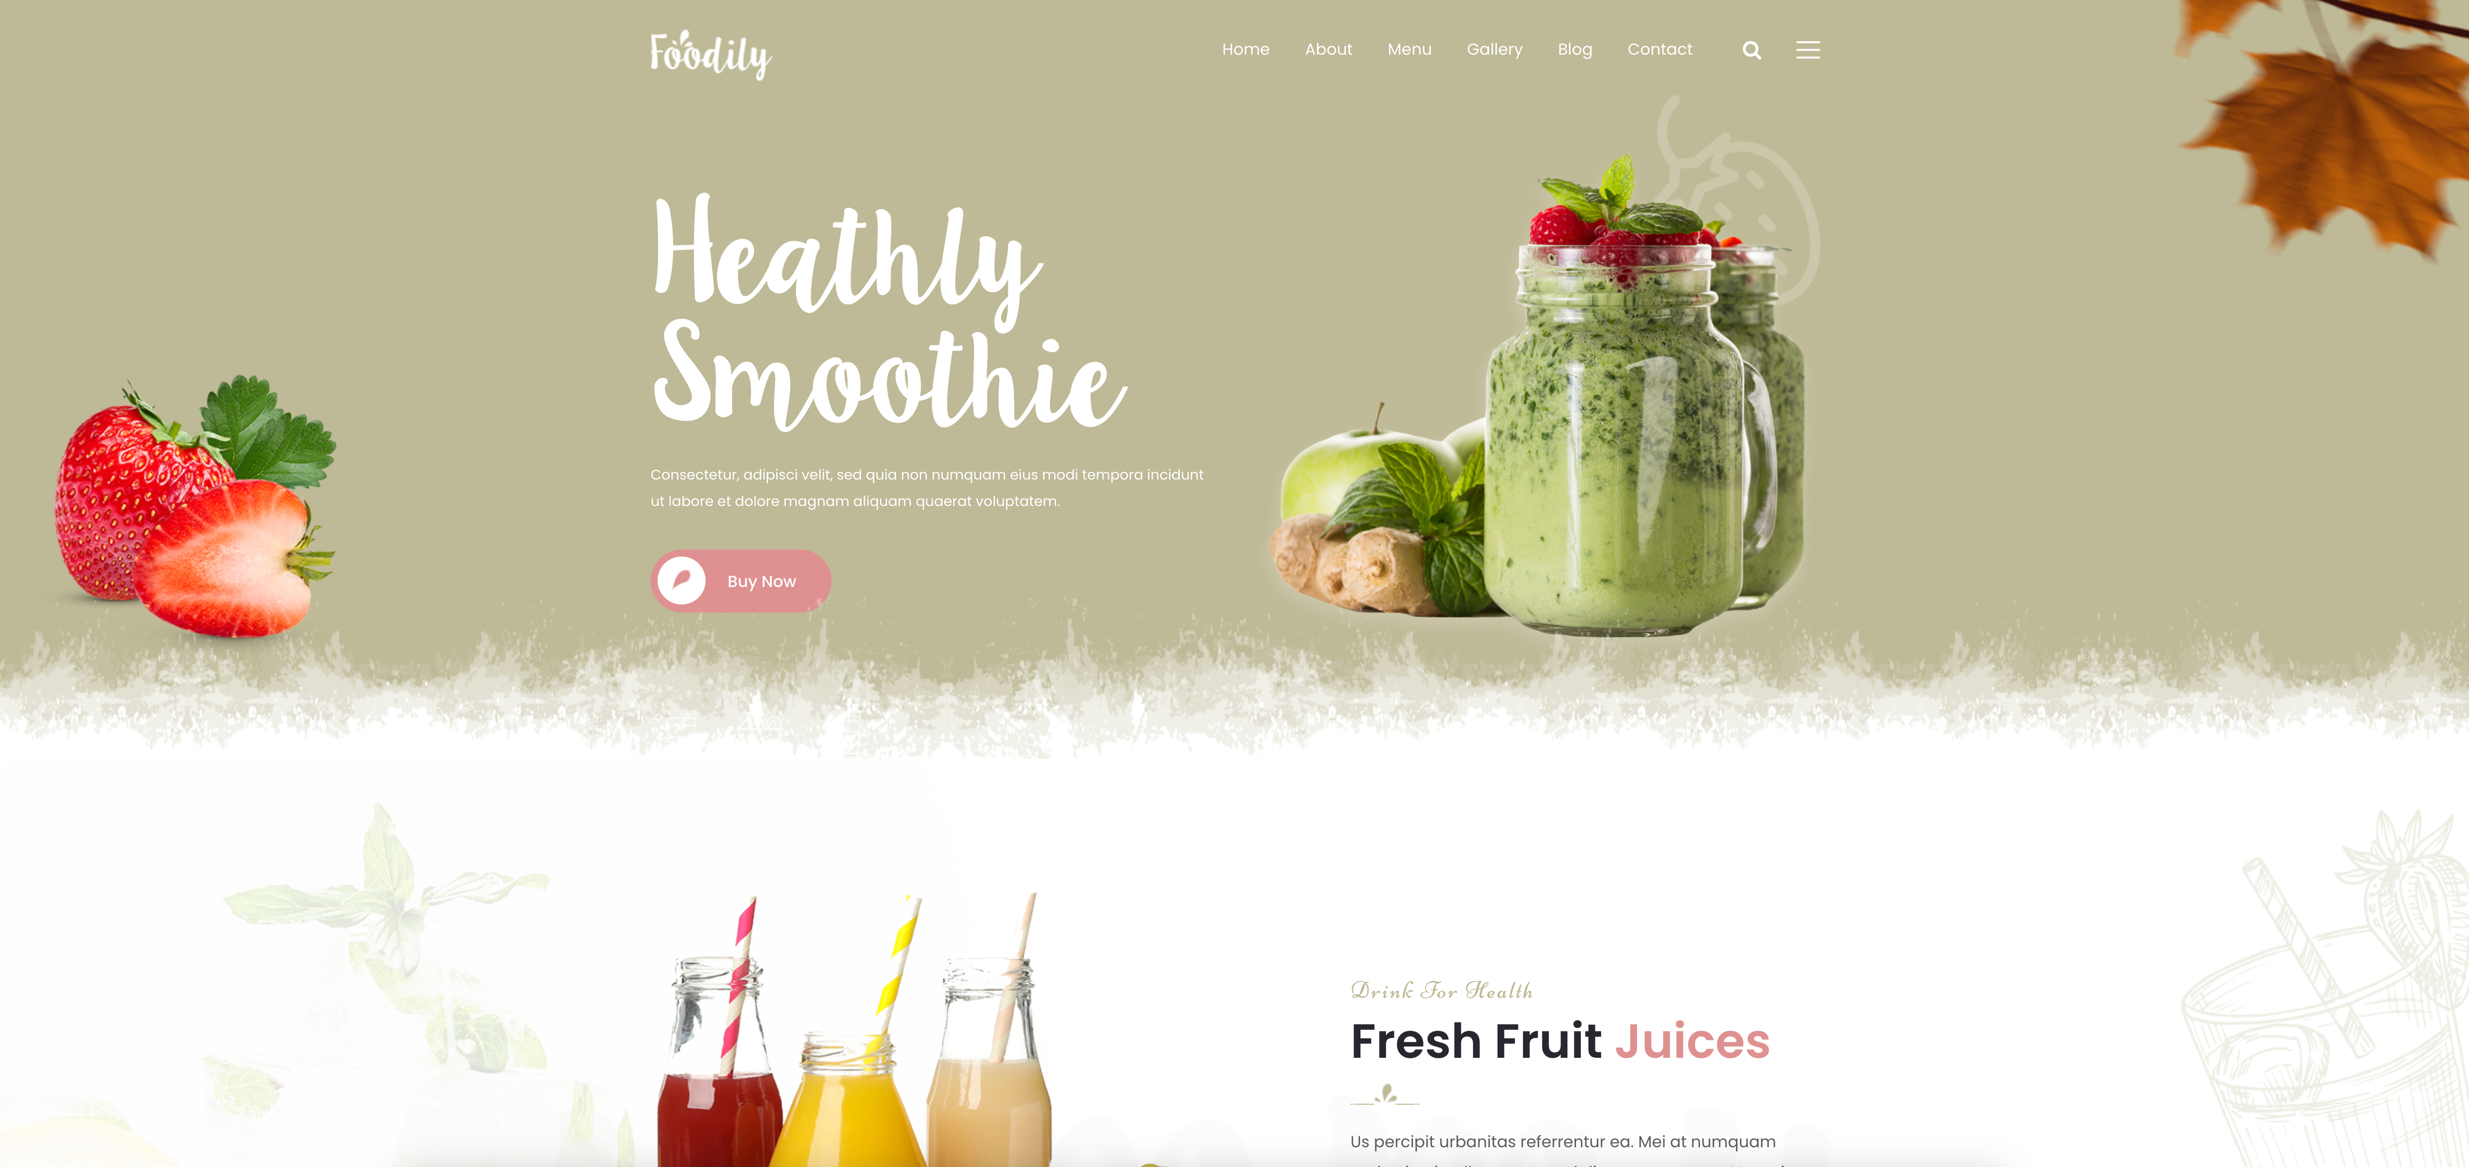 Foodily
Home About Menu Gallery Blog Contact
Heathly
Smoothie
Consectetur, adipisci velit, sed quia non numquam eius modi tempora incidunt
ut labore et dolore magnam aliquam quaerat voluptatem.
Buy Now
Drink For Health
Fresh Fruit Juices
Us percipit urbanitas referrentur ea. Mei at numquam